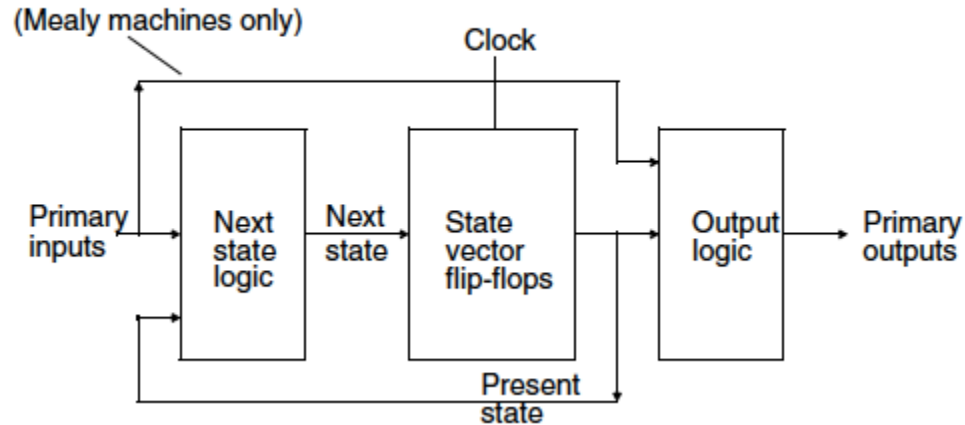 (Mealy machines only)
Clock
Primary
inputs
Next
state
logic
Next
state
State
vector
flip-flops
Output
logic
Primary
outputs
Present
state